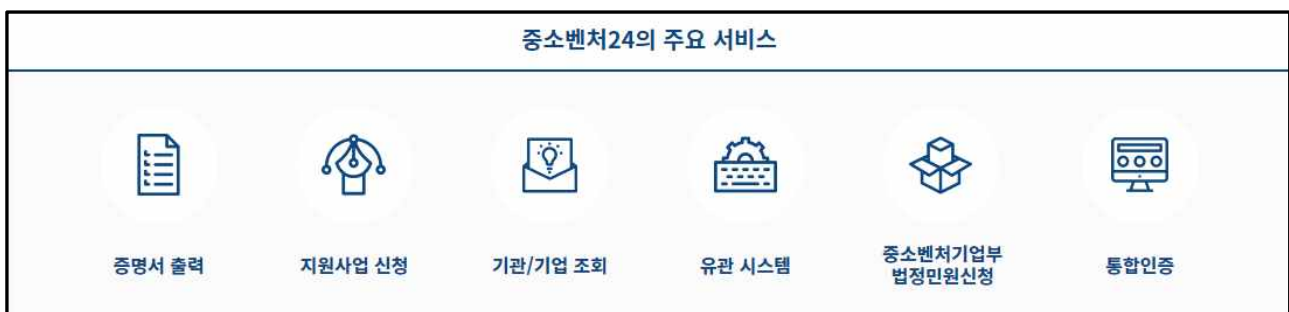 중소벤처24의 주요 서비스
증명서 출력
지원사업 신청
기관/기업 조회
유관 시스템
중소벤처기업부
법정민원신청
통합인증